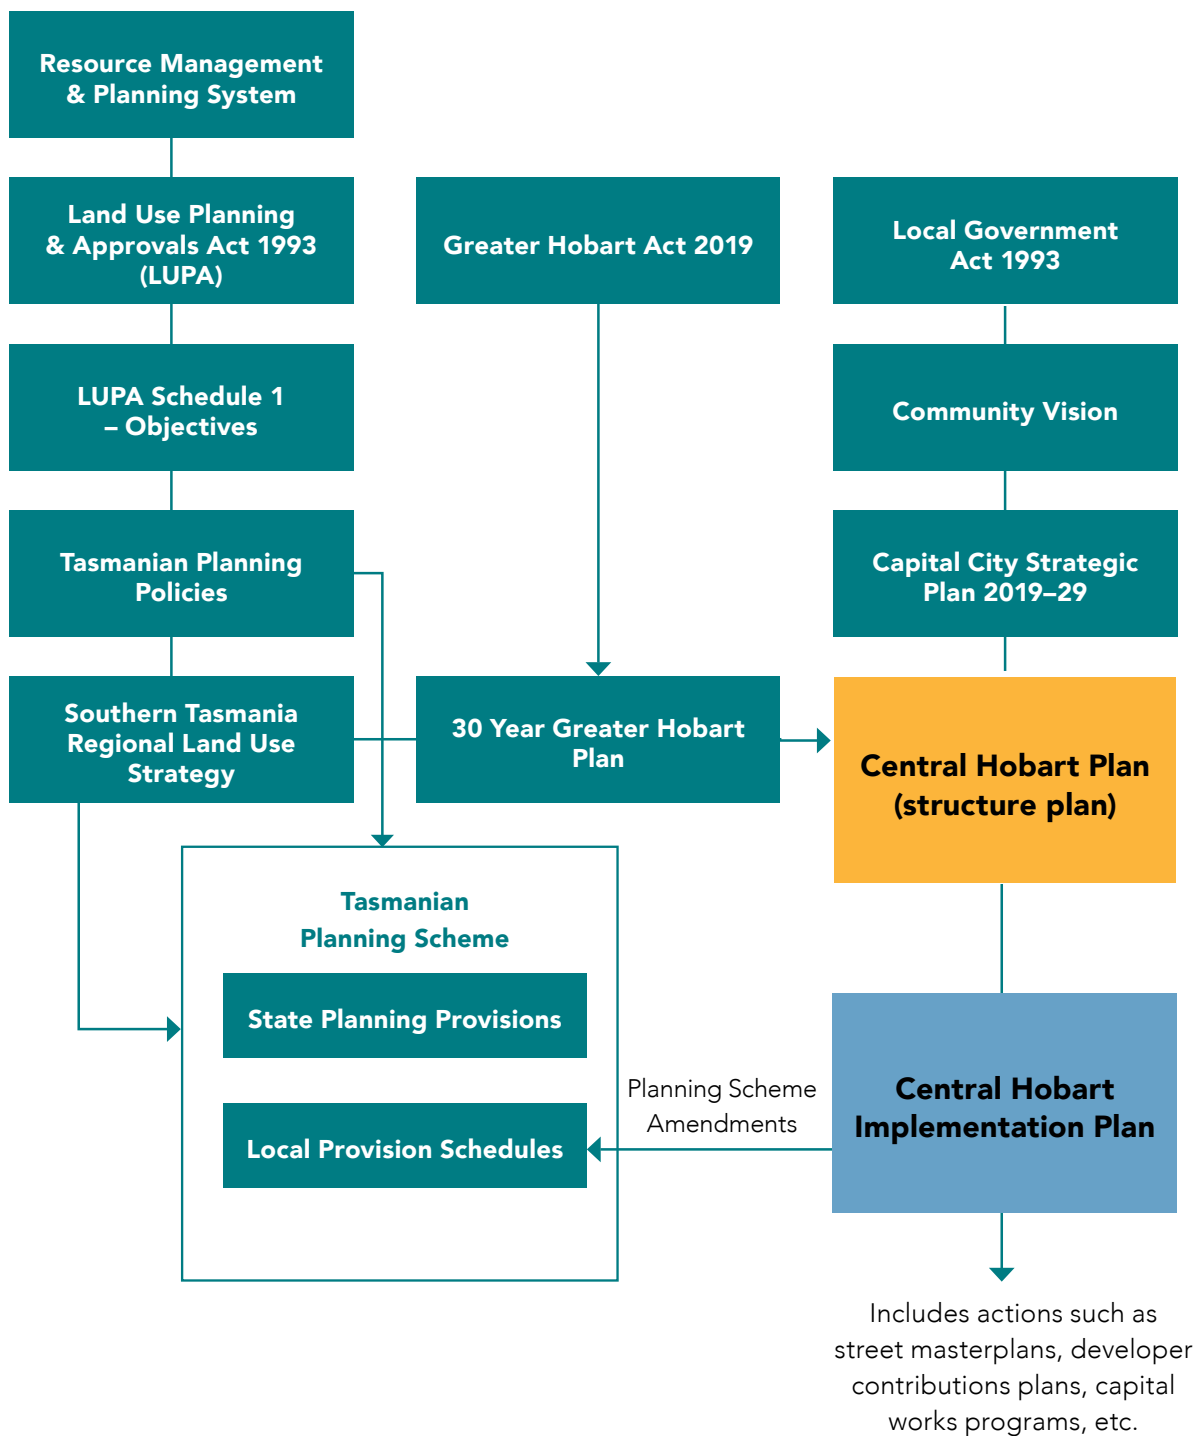 Resource Management
& Planning System
Land Use Planning
& Approvals Act 1993
(LUPA)
Greater Hobart Act 2019
Local Government
Act 1993
LUPA Schedule 1
– Objectives
Community Vision
Tasmanian Planning
Policies
Capital City Strategic
Plan 2019–29
Southern Tasmania
Regional Land Use
Strategy
30 Year Greater Hobart
Plan
Central Hobart Plan
(structure plan)
Tasmanian
Planning Scheme
State Planning Provisions
Local Provision Schedules
Planning Scheme
Amendments
Central Hobart
Implementation Plan
Includes actions such as
street masterplans, developer
contributions plans, capital
works programs, etc.